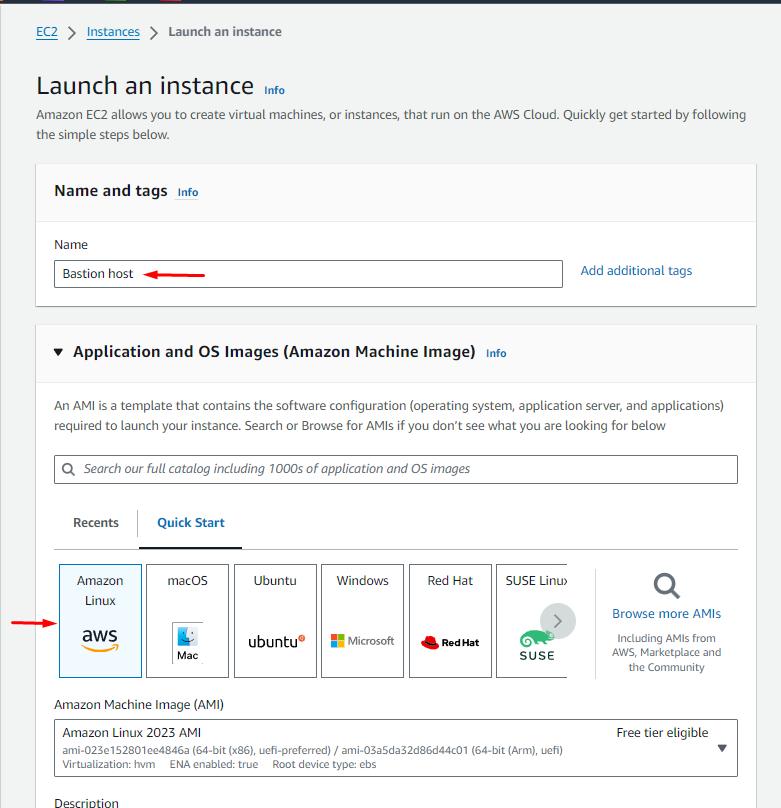 EC2 > Instances > Launch an instance
Launch an instance Info
Amazon EC2 allows you to create virtual machines, or instances, that run on the AWS Cloud. Quickly get started by following
the simple steps below.
Name and tags Info
Name
Bastion host
Add additional tags
Application and OS Images (Amazon Machine Image) Info
An AMI is a template that contains the software configuration (operating system, application server, and applications)
required to launch your instance. Search or Browse for AMIs if you don’t see what you are looking for below
Search our full catalog including 1000s of application and OS images
Recents
Quick Start
Amazon
Linux
aws
macOS
Mac
Ubuntu
ubuntu
Windows
Microsoft
Red Hat
Red Hat
SUSE Linux
SUSE
Browse more AMIs
Including AMIs from
AWS, Marketplace and
the Community
Amazon Machine Image (AMI)
Amazon Linux 2023 AMI
Free tier eligible
ami-023e152801ee4846a (64-bit (x86), uefi-preferred) / ami-03a5da32d86d44c01 (64-bit (Arm), uefi)
Virtualization: hvm ENA enabled: true Root device type: ebs
Description